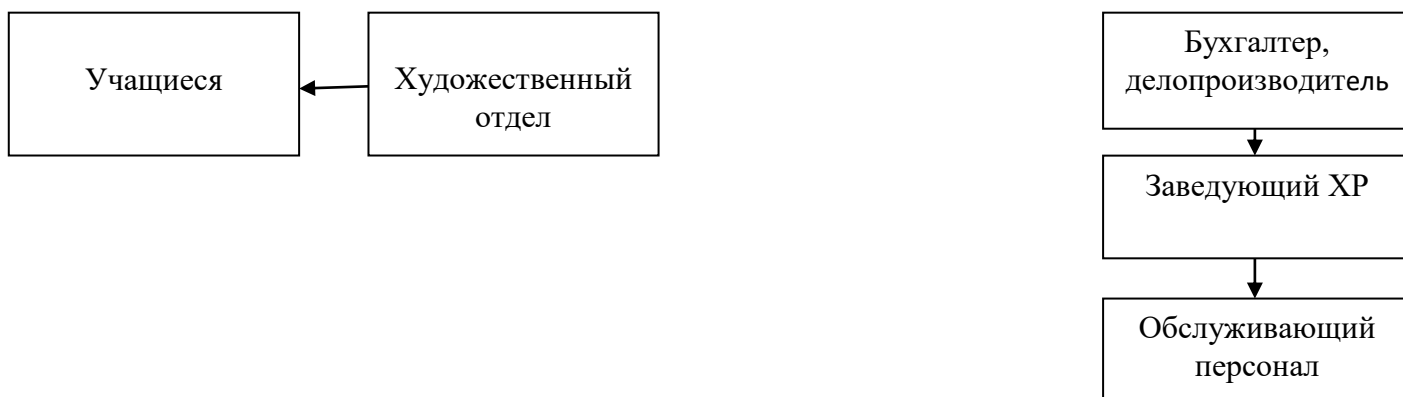 Учащиеся
Художественный
отдел
Бухгалтер,
делопроизводитель
Заведующий ХР
Обслуживающий
персонал